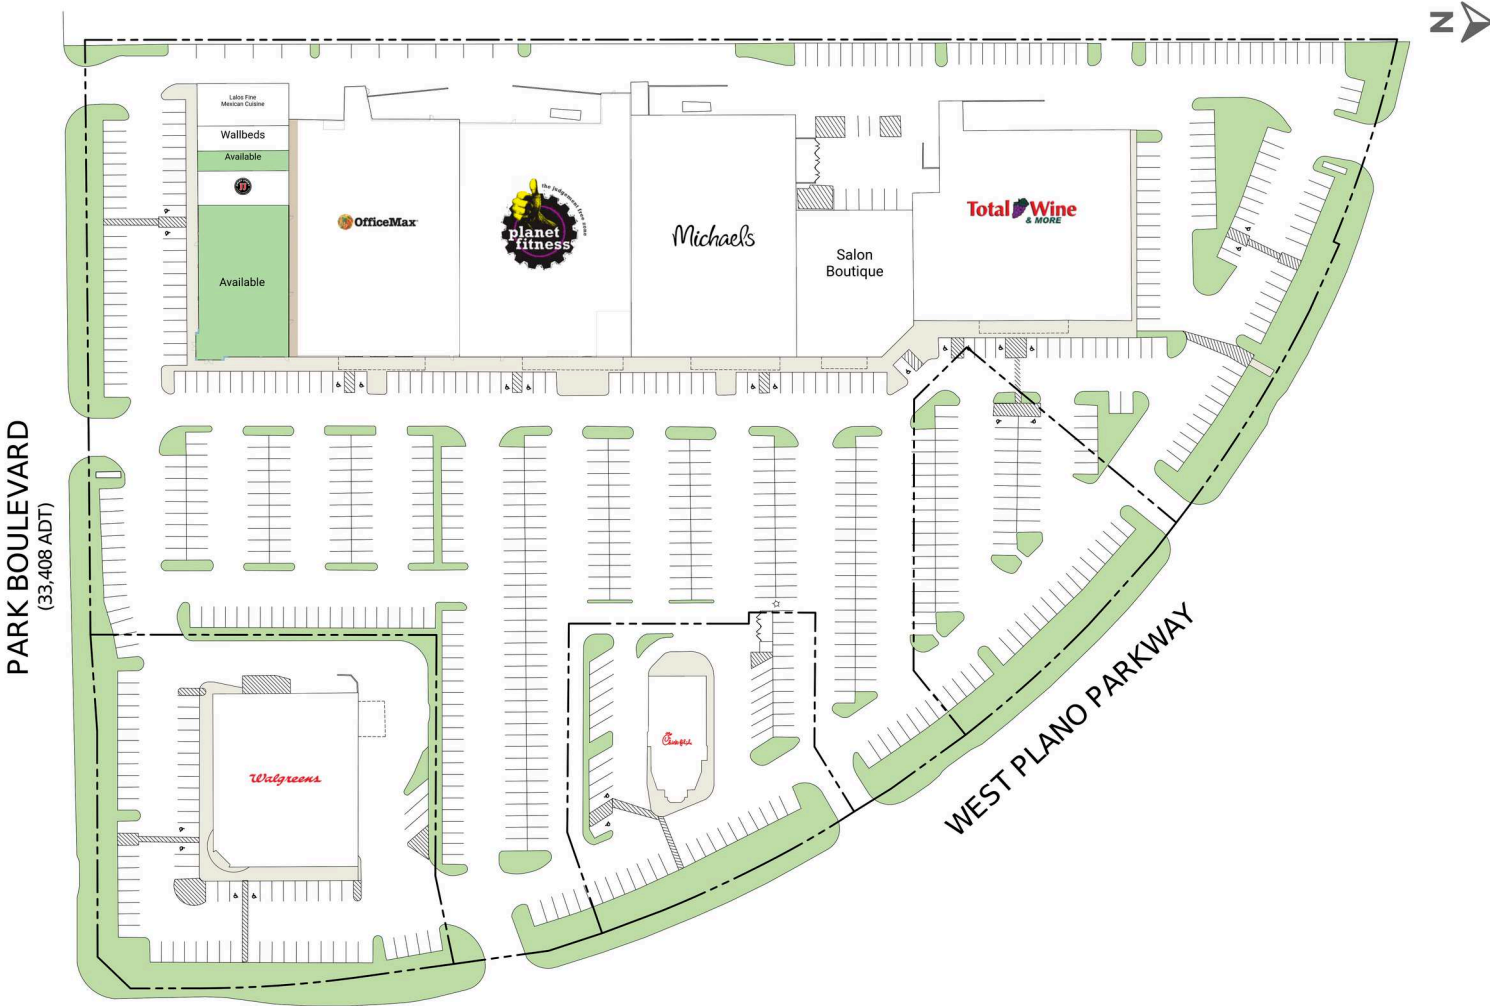 N
Lalos Fine
Mexican Cuisine
Wallbeds
Available
JJ
Available
OfficeMax
the judgement free zone
planet
fitness
Michaels
Salon
Boutique
Total Wine
& MORE
PARK BOULEVARD
(33,408 ADT)
WEST PLANO PARKWAY
Walgreens
Chick-fil-A